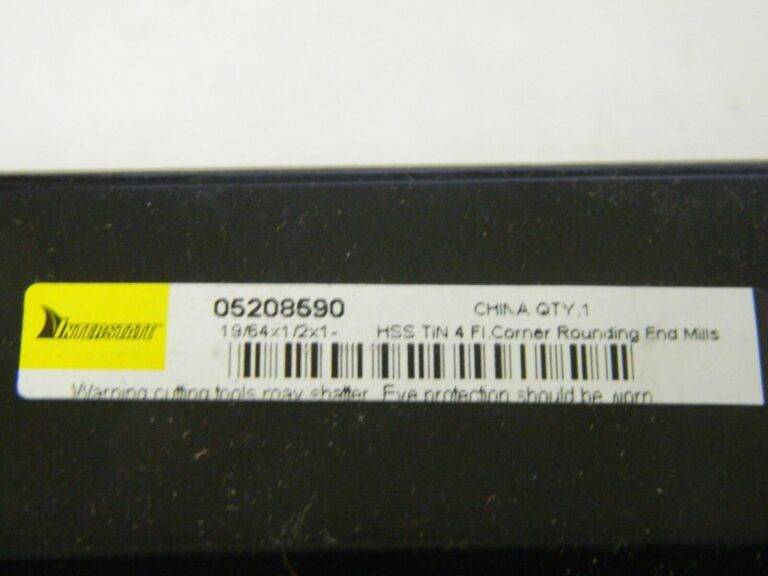 INTERSTATE
05208590
CHINA QTY.1
19/64x1/2x1- HSS TiN 4 Fl.Corner Rounding End Mills
Warning cutting tools may shatter. Eye protection should be worn